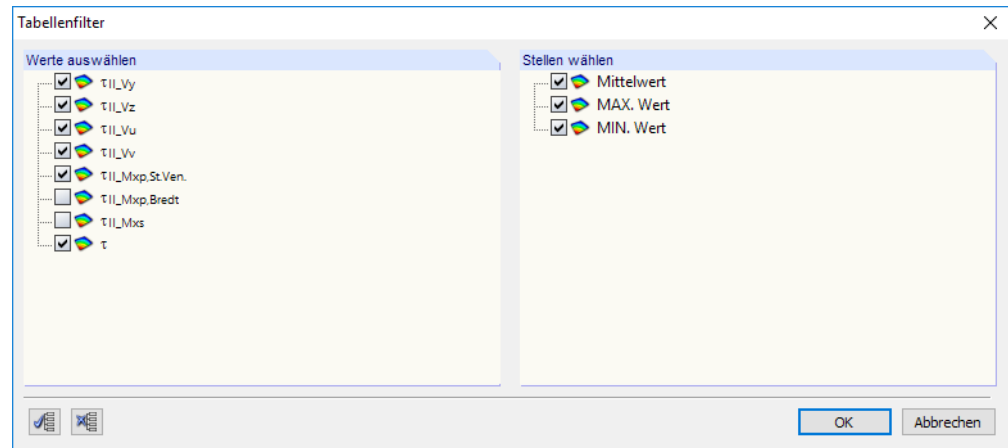 Tabellenfilter
Werte auswählen
τII_Vy
τII_Vz
τII_Vu
τII_Vv
τII_Mxp,St.Ven.
τII_Mxp,Bredt
τII_Mxs
τ
Stellen wählen
Mittelwert
MAX. Wert
MIN. Wert
OK
Abbrechen